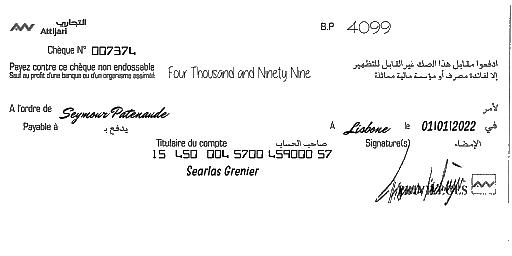 التجاري
Attijari
B.P 4099
Chèque N° 007374
Payez contre ce chèque non endossable
Sauf au profit d'une banque ou d'un organisme assimilé
Four Thousand and Ninety Nine
ادفعوا مقابل هذا الصك غير القابل للتظهير
إلا لفائدة مصرف أو مؤسسة مالية مماثلة
A l'ordre de Seymour Patenaude لأمر
Payable à يدفع بـ A Lisbone le 01/01/2022 في
Titulaire du compte صاحب الحساب Signature(s) الإمضاء
15 450 004 5700 459000 57
Searlas Grenier